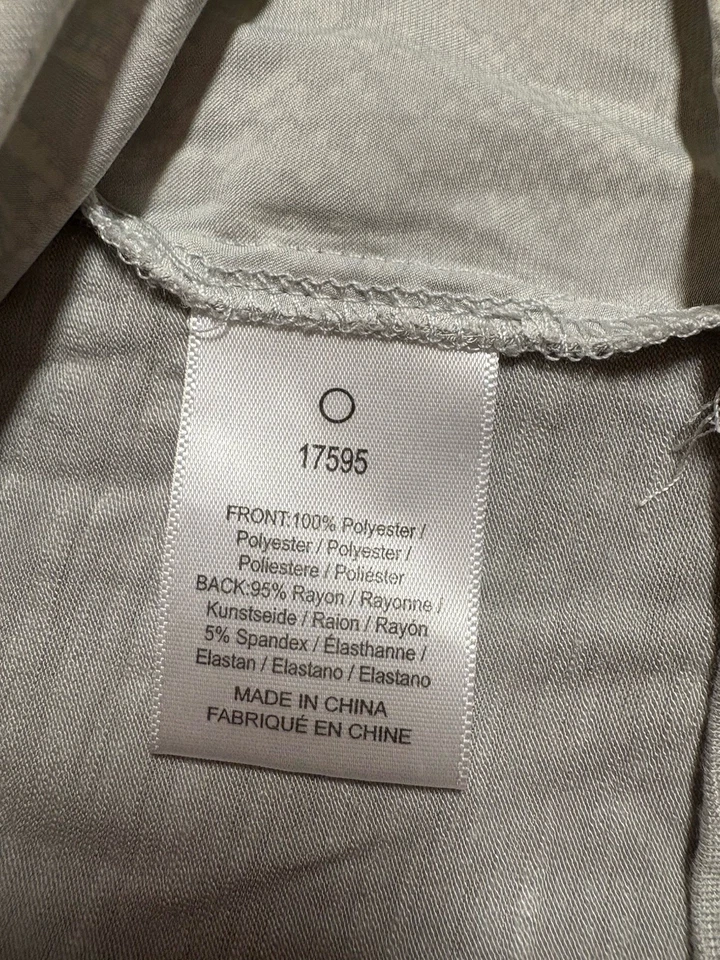 17595
FRONT:100% Polyester /
Polyester / Polyester /
Poliestere / Poliéster
BACK:95% Rayon / Rayonne /
Kunstseide / Raion / Rayón
5% Spandex / Élasthanne /
Elastan / Elastano / Elastano
MADE IN CHINA
FABRIQUÉ EN CHINE